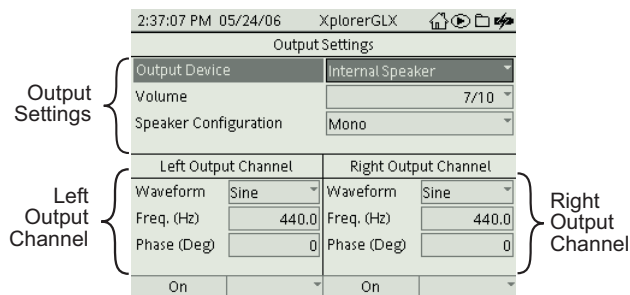 2:37:07 PM 05/24/06 XplorerGLX
Output Settings
Output Device Internal Speaker
Volume 7/10
Speaker Configuration Mono
Output
Settings
Left Output Channel Right Output Channel
Waveform Sine Waveform Sine
Freq. (Hz) 440.0 Freq. (Hz) 440.0
Phase (Deg) 0 Phase (Deg) 0
Left
Output
Channel
Right
Output
Channel
On On